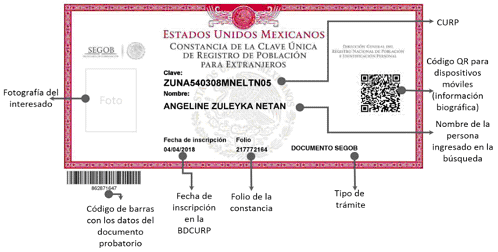 ESTADOS UNIDOS MEXICANOS
CONSTANCIA DE LA CLAVE ÚNICA
DE REGISTRO DE POBLACIÓN
PARA EXTRANJEROS
SEGOB
DIRECCIÓN GENERAL DEL
REGISTRO NACIONAL DE POBLACIÓN
E IDENTIFICACIÓN PERSONAL
Clave:
ZUNA540308MNELTN05
Nombre:
ANGELINE ZULEYKA NETAN
Foto
Fecha de inscripción
04/04/2018
Folio
217772164
DOCUMENTO SEGOB
962871647
CURP
Código QR para
dispositivos
móviles
(información
biográfica)
Nombre de la
persona
ingresado en la
búsqueda
Fotografía del
interesado
Código de barras
con los datos del
documento
probatorio
Fecha de
inscripción
en la
BDCURP
Folio de la
constancia
Tipo de
trámite